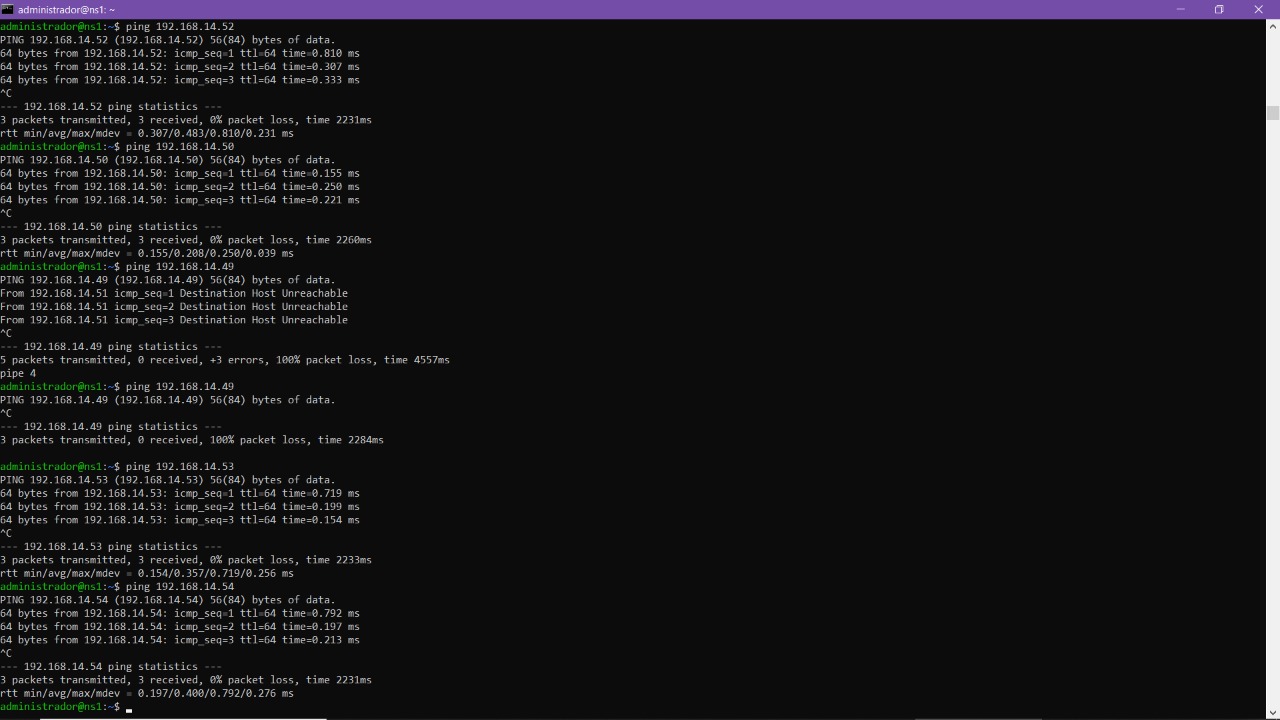 administrador@ns1: ~
administrador@ns1:~$ ping 192.168.14.52
PING 192.168.14.52 (192.168.14.52) 56(84) bytes of data.
64 bytes from 192.168.14.52: icmp_seq=1 ttl=64 time=0.810 ms
64 bytes from 192.168.14.52: icmp_seq=2 ttl=64 time=0.307 ms
64 bytes from 192.168.14.52: icmp_seq=3 ttl=64 time=0.333 ms
^C
--- 192.168.14.52 ping statistics ---
3 packets transmitted, 3 received, 0% packet loss, time 2231ms
rtt min/avg/max/mdev = 0.307/0.483/0.810/0.231 ms
administrador@ns1:~$ ping 192.168.14.50
PING 192.168.14.50 (192.168.14.50) 56(84) bytes of data.
64 bytes from 192.168.14.50: icmp_seq=1 ttl=64 time=0.155 ms
64 bytes from 192.168.14.50: icmp_seq=2 ttl=64 time=0.250 ms
64 bytes from 192.168.14.50: icmp_seq=3 ttl=64 time=0.221 ms
^C
--- 192.168.14.50 ping statistics ---
3 packets transmitted, 3 received, 0% packet loss, time 2260ms
rtt min/avg/max/mdev = 0.155/0.208/0.250/0.039 ms
administrador@ns1:~$ ping 192.168.14.49
PING 192.168.14.49 (192.168.14.49) 56(84) bytes of data.
From 192.168.14.51 icmp_seq=1 Destination Host Unreachable
From 192.168.14.51 icmp_seq=2 Destination Host Unreachable
From 192.168.14.51 icmp_seq=3 Destination Host Unreachable
^C
--- 192.168.14.49 ping statistics ---
5 packets transmitted, 0 received, +3 errors, 100% packet loss, time 4557ms
pipe 4
administrador@ns1:~$ ping 192.168.14.49
PING 192.168.14.49 (192.168.14.49) 56(84) bytes of data.
^C
--- 192.168.14.49 ping statistics ---
3 packets transmitted, 0 received, 100% packet loss, time 2284ms
administrador@ns1:~$ ping 192.168.14.53
PING 192.168.14.53 (192.168.14.53) 56(84) bytes of data.
64 bytes from 192.168.14.53: icmp_seq=1 ttl=64 time=0.719 ms
64 bytes from 192.168.14.53: icmp_seq=2 ttl=64 time=0.199 ms
64 bytes from 192.168.14.53: icmp_seq=3 ttl=64 time=0.154 ms
^C
--- 192.168.14.53 ping statistics ---
3 packets transmitted, 3 received, 0% packet loss, time 2233ms
rtt min/avg/max/mdev = 0.154/0.357/0.719/0.256 ms
administrador@ns1:~$ ping 192.168.14.54
PING 192.168.14.54 (192.168.14.54) 56(84) bytes of data.
64 bytes from 192.168.14.54: icmp_seq=1 ttl=64 time=0.792 ms
64 bytes from 192.168.14.54: icmp_seq=2 ttl=64 time=0.197 ms
64 bytes from 192.168.14.54: icmp_seq=3 ttl=64 time=0.213 ms
^C
--- 192.168.14.54 ping statistics ---
3 packets transmitted, 3 received, 0% packet loss, time 2231ms
rtt min/avg/max/mdev = 0.197/0.400/0.792/0.276 ms
administrador@ns1:~$